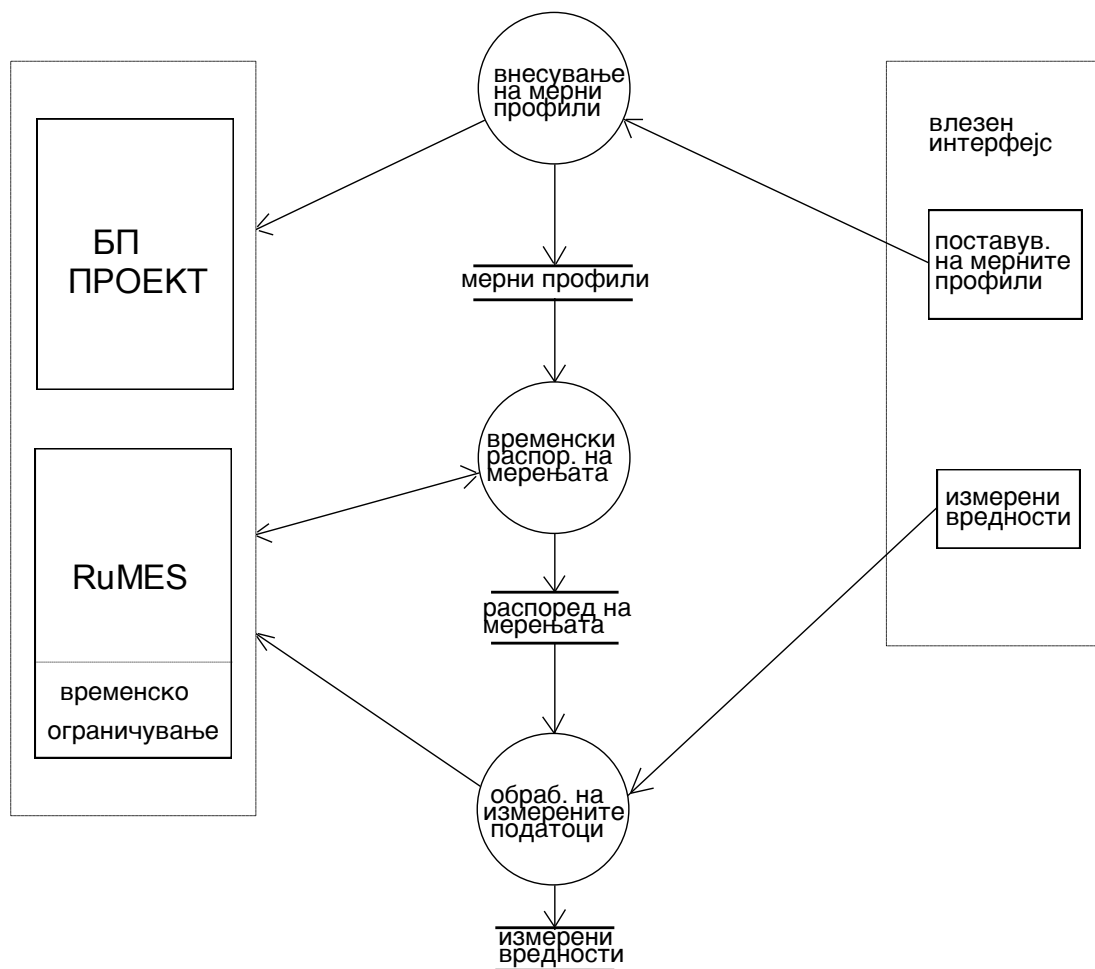 внесување
на мерни
профили
влезен
интерфејс
БП
ПРОЕКТ
поставув.
на мерните
профили
мерни профили
временски
распор. на
мерењата
измерени
вредности
RuMES
распоред на
мерењата
временско
ограничување
обраб. на
измерените
податоци
измерени
вредности